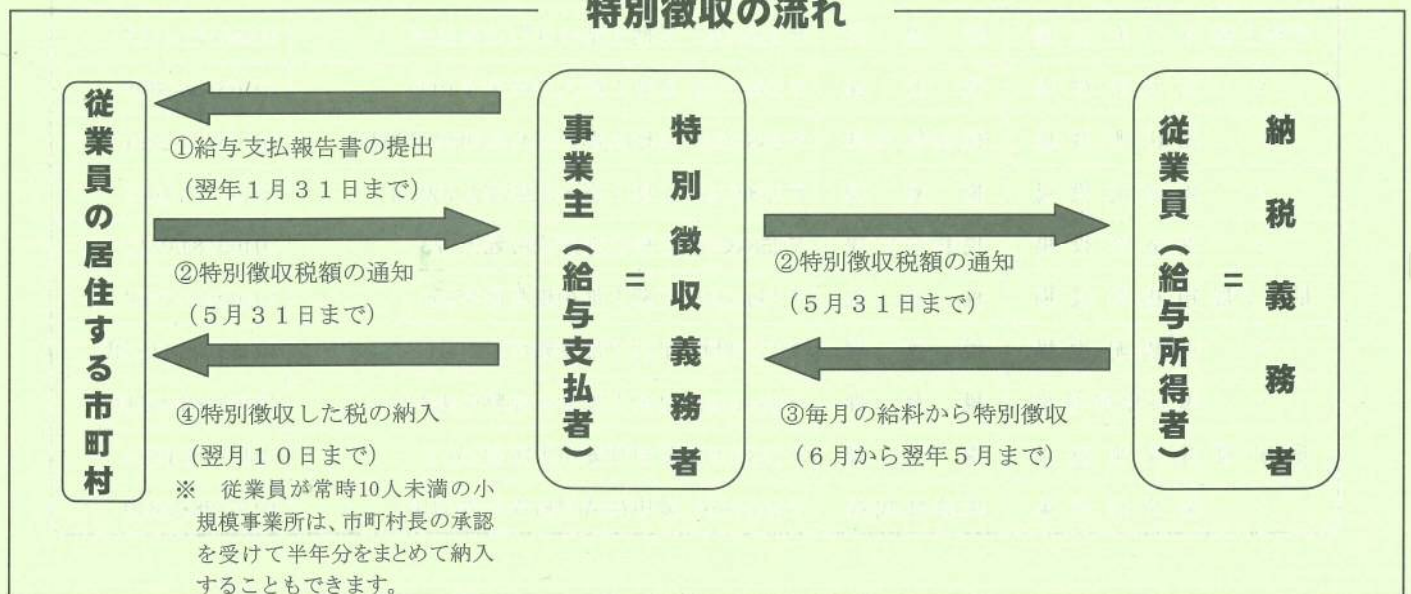 特別徴収の流れ
従業員の居住する市町村
①給与支払報告書の提出
(翌年1月31日まで)
②特別徴収税額の通知
(5月31日まで)
④特別徴収した税の納入
(翌月10日まで)
※ 従業員が常時10人未満の小
規模事業所は、市町村長の承認
を受けて半年分をまとめて納入
することもできます。
特別徴収義務者
=
事業主(給与支払者)
②特別徴収税額の通知
(5月31日まで)
③毎月の給料から特別徴収
(6月から翌年5月まで)
納税義務者
=
従業員(給与所得者)